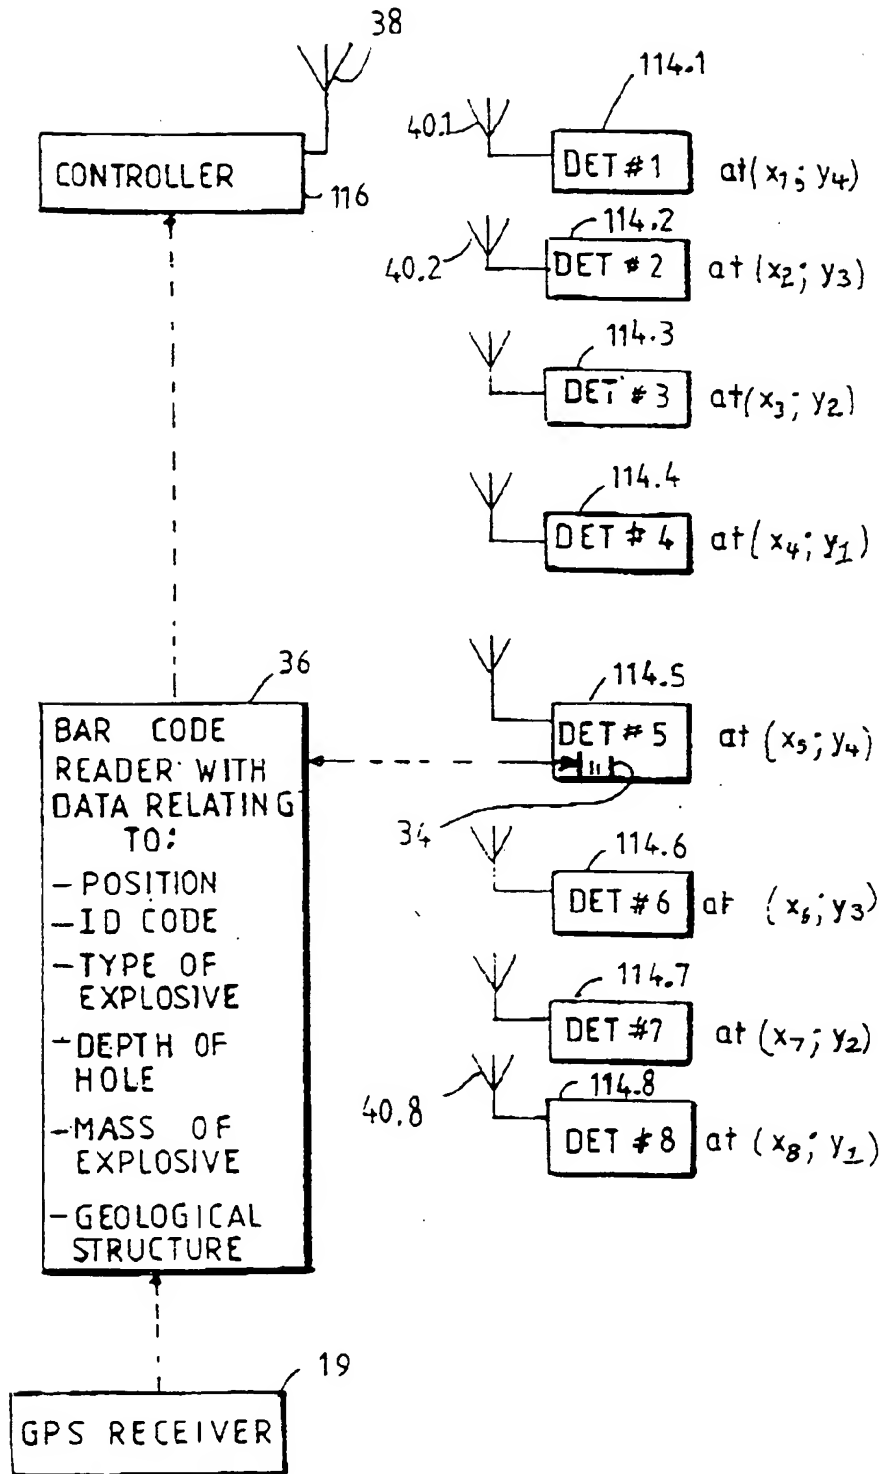 38
CONTROLLER
116
40.1
114.1
DET #1 at (x1; y4)
114.2
40.2
DET #2 at (x2; y3)
114.3
DET #3 at (x3; y2)
114.4
DET #4 at (x4; y1)
36
BAR CODE
READER WITH
DATA RELATING
TO:
-POSITION
-ID CODE
-TYPE OF
EXPLOSIVE
-DEPTH OF
HOLE
-MASS OF
EXPLOSIVE
-GEOLOGICAL
STRUCTURE
114.5
DET #5 at (x5; y4)
34
114.6
DET #6 at (x6; y3)
114.7
DET #7 at (x7; y2)
40.8
114.8
DET #8 at (x8; y1)
19
GPS RECEIVER